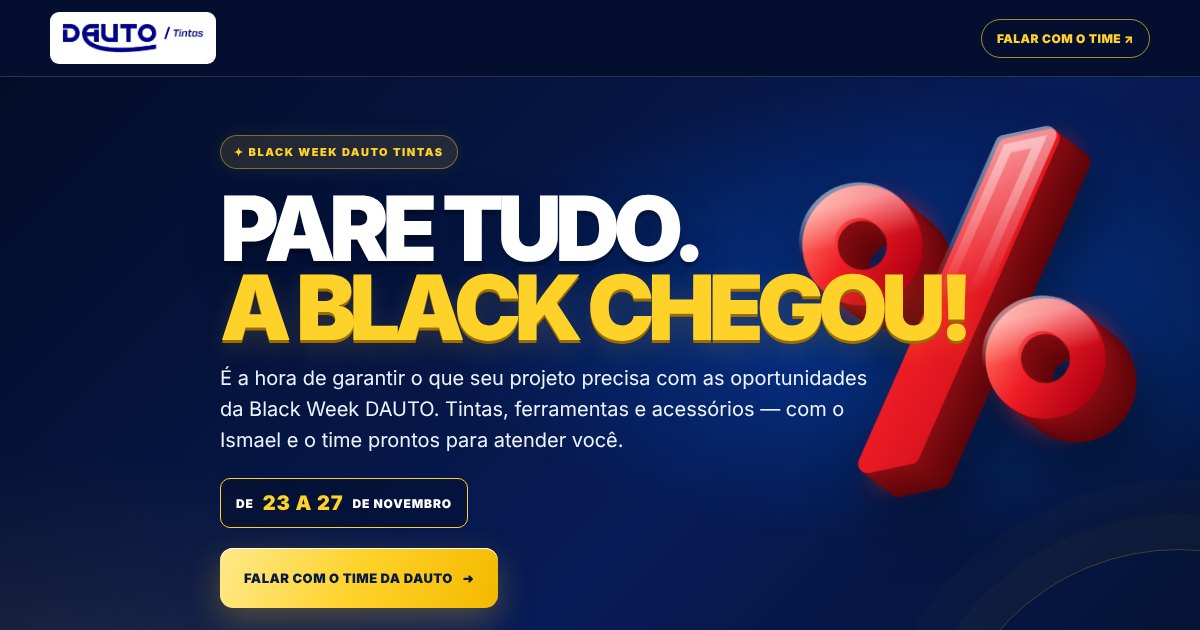 DAUTO / Tintas
FALAR COM O TIME ↗
✦ BLACK WEEK DAUTO TINTAS
PARE TUDO.
A BLACK CHEGOU!
%
É a hora de garantir o que seu projeto precisa com as oportunidades
da Black Week DAUTO. Tintas, ferramentas e acessórios — com o
Ismael e o time prontos para atender você.
DE 23 A 27 DE NOVEMBRO
FALAR COM O TIME DA DAUTO ➜